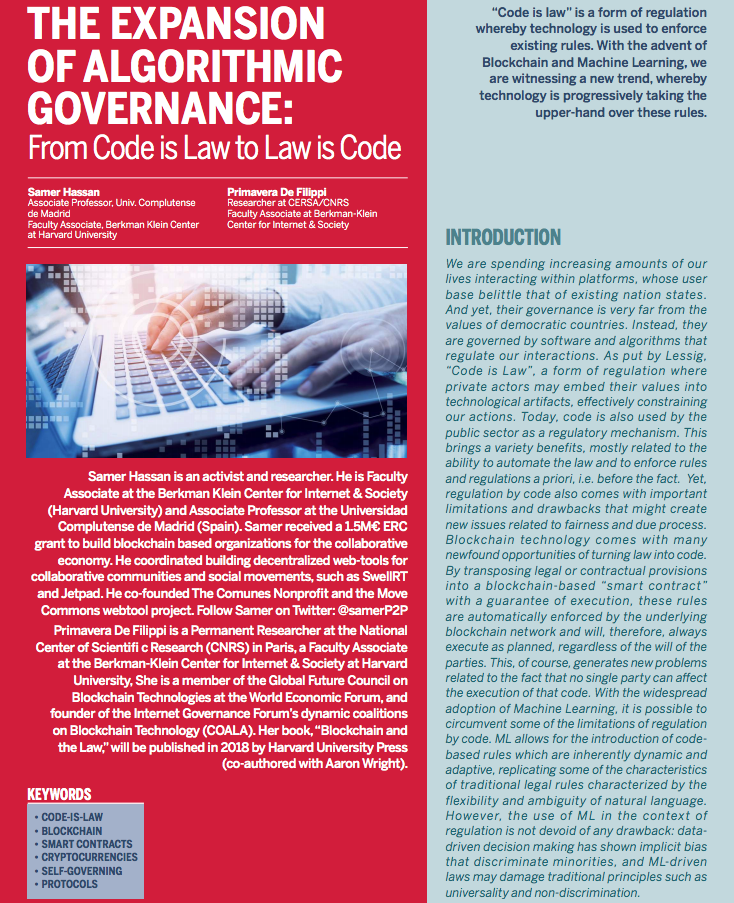 THE EXPANSION
OF ALGORITHMIC
GOVERNANCE:
From Code is Law to Law is Code
Samer Hassan
Associate Professor, Univ. Complutense
de Madrid
Faculty Associate, Berkman Klein Center
at Harvard University
Primavera De Filippi
Researcher at CERSA/CNRS
Faculty Associate at Berkman-Klein
Center for Internet & Society
Samer Hassan is an activist and researcher. He is Faculty
Associate at the Berkman Klein Center for Internet & Society
(Harvard University) and Associate Professor at the Universidad
Complutense de Madrid (Spain). Samer received a 1.5M€ ERC
grant to build blockchain based organizations for the collaborative
economy. He coordinated building decentralized web-tools for
collaborative communities and social movements, such as SwellRT
and Jetpad. He co-founded The Comunes Nonprofit and the Move
Commons webtool project. Follow Samer on Twitter: @samerP2P
Primavera De Filippi is a Permanent Researcher at the National
Center of Scientifi c Research (CNRS) in Paris, a Faculty Associate
at the Berkman-Klein Center for Internet & Society at Harvard
University, She is a member of the Global Future Council on
Blockchain Technologies at the World Economic Forum, and
founder of the Internet Governance Forum's dynamic coalitions
on Blockchain Technology (COALA). Her book, “Blockchain and
the Law,” will be published in 2018 by Harvard University Press
(co-authored with Aaron Wright).
KEYWORDS
• CODE-IS-LAW
• BLOCKCHAIN
• SMART CONTRACTS
• CRYPTOCURRENCIES
• SELF-GOVERNING
• PROTOCOLS
“Code is law” is a form of regulation
whereby technology is used to enforce
existing rules. With the advent of
Blockchain and Machine Learning, we
are witnessing a new trend, whereby
technology is progressively taking the
upper-hand over these rules.
INTRODUCTION
We are spending increasing amounts of our
lives interacting within platforms, whose user
base belittle that of existing nation states.
And yet, their governance is very far from the
values of democratic countries. Instead, they
are governed by software and algorithms that
regulate our interactions. As put by Lessig,
“Code is Law”, a form of regulation where
private actors may embed their values into
technological artifacts, effectively constraining
our actions. Today, code is also used by the
public sector as a regulatory mechanism. This
brings a variety benefits, mostly related to the
ability to automate the law and to enforce rules
and regulations a priori, i.e. before the fact. Yet,
regulation by code also comes with important
limitations and drawbacks that might create
new issues related to fairness and due process.
Blockchain technology comes with many
newfound opportunities of turning law into code.
By transposing legal or contractual provisions
into a blockchain-based “smart contract”
with a guarantee of execution, these rules
are automatically enforced by the underlying
blockchain network and will, therefore, always
execute as planned, regardless of the will of the
parties. This, of course, generates new problems
related to the fact that no single party can affect
the execution of that code. With the widespread
adoption of Machine Learning, it is possible to
circumvent some of the limitations of regulation
by code. ML allows for the introduction of code-
based rules which are inherently dynamic and
adaptive, replicating some of the characteristics
of traditional legal rules characterized by the
flexibility and ambiguity of natural language.
However, the use of ML in the context of
regulation is not devoid of any drawback: data-
driven decision making has shown implicit bias
that discriminate minorities, and ML-driven
laws may damage traditional principles such as
universality and non-discrimination.